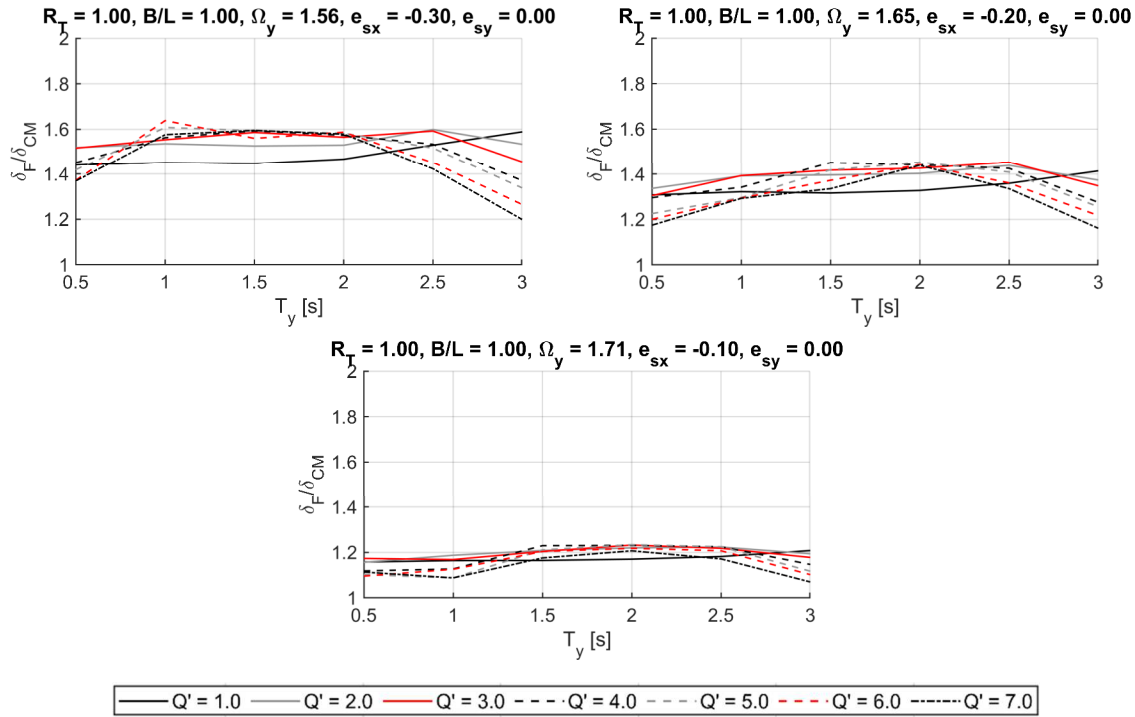 R_T = 1.00, B/L = 1.00, Ω_y = 1.56, e_sx = -0.30, e_sy = 0.00
2
1.8
1.6
1.4
1.2
1
δ_F/δ_CM
0.5 1 1.5 2 2.5 3
T_y [s]
R_T = 1.00, B/L = 1.00, Ω_y = 1.65, e_sx = -0.20, e_sy = 0.00
2
1.8
1.6
1.4
1.2
1
δ_F/δ_CM
0.5 1 1.5 2 2.5 3
T_y [s]
R_T = 1.00, B/L = 1.00, Ω_y = 1.71, e_sx = -0.10, e_sy = 0.00
2
1.8
1.6
1.4
1.2
1
δ_F/δ_CM
0.5 1 1.5 2 2.5 3
T_y [s]
Q' = 1.0 Q' = 2.0 Q' = 3.0 Q' = 4.0 Q' = 5.0 Q' = 6.0 Q' = 7.0